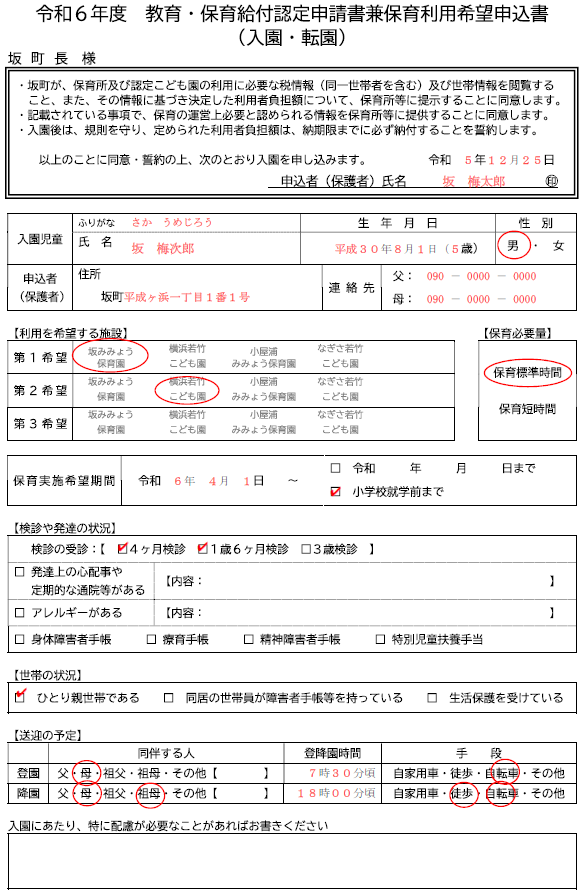 令和６年度　教育・保育給付認定申請書兼保育利用希望申込書
（入園・転園）
坂 町 長 様
・坂町が、保育所及び認定こども園の利用に必要な税情報（同一世帯者を含む）及び世帯情報を閲覧する
こと、また、その情報に基づき決定した利用者負担額について、保育所等に提示することに同意します。
・記載されている事項で、保育の運営上必要と認められる情報を保育所等に提供することに同意します。
・入園後は、規則を守り、定められた利用者負担額は、納期限までに必ず納付することを誓約します。
以上のことに同意・誓約の上、次のとおり入園を申し込みます。　令和　５年１２月２５日
申込者（保護者）氏名　坂　梅太郎　㊞
入園児童　ふりがな　さか　うめじろう　生 年 月 日　性 別
氏 名　坂　梅次郎　平成３０年８月１日（５歳）　男 ・ 女
申込者（保護者）　住所　坂町平成ヶ浜一丁目１番１号　連 絡 先　父： 090 － 0000 － 0000
母： 090 － 0000 － 0000
【利用を希望する施設】　【保育必要量】
第１希望　坂みみょう保育園　横浜若竹こども園　小屋浦みみょう保育園　なぎさ若竹こども園
保育標準時間
第２希望　坂みみょう保育園　横浜若竹こども園　小屋浦みみょう保育園　なぎさ若竹こども園
保育短時間
第３希望　坂みみょう保育園　横浜若竹こども園　小屋浦みみょう保育園　なぎさ若竹こども園
保育実施希望期間　令和　６年　４月　１日　～　□ 令和　年　月　日まで
☑ 小学校就学前まで
【検診や発達の状況】
検診の受診：【 ☑４ヶ月検診　☑１歳６ヶ月検診　□３歳検診 】
□ 発達上の心配事や定期的な通院等がある　【内容：　】
□ アレルギーがある　【内容：　】
□ 身体障害者手帳　□ 療育手帳　□ 精神障害者手帳　□ 特別児童扶養手当
【世帯の状況】
☑ ひとり親世帯である　□ 同居の世帯員が障害者手帳等を持っている　□ 生活保護を受けている
【送迎の予定】
同伴する人　登降園時間　手　段
登園　父・母・祖父・祖母・その他【　】　７時３０分頃　自家用車・徒歩・自転車・その他
降園　父・母・祖父・祖母・その他【　】　１８時００分頃　自家用車・徒歩・自転車・その他
入園にあたり、特に配慮が必要なことがあればお書きください